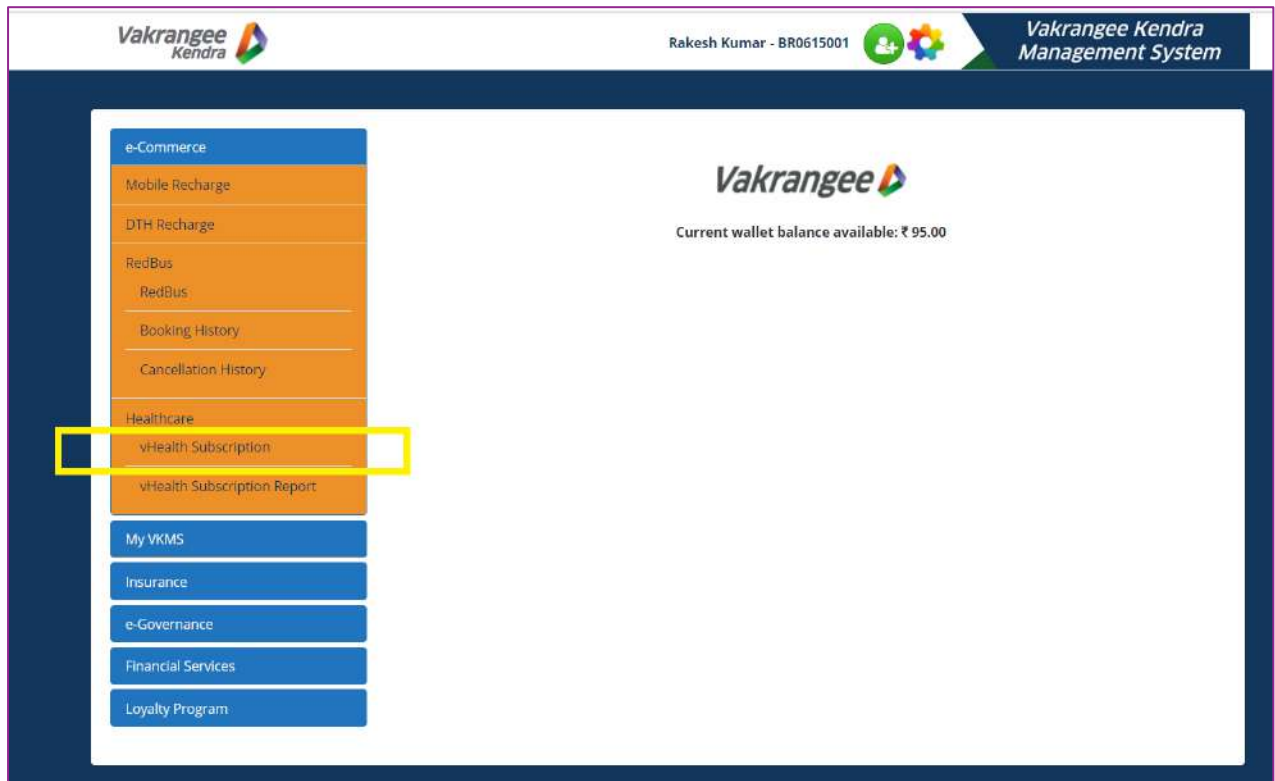 Vakrangee
Kendra
Rakesh Kumar - BR0615001
Vakrangee Kendra
Management System
e-Commerce
Mobile Recharge
DTH Recharge
RedBus
RedBus
Booking History
Cancellation History
Healthcare
vHealth Subscription
vHealth Subscription Report
My VKMS
Insurance
e-Governance
Financial Services
Loyalty Program
Vakrangee
Current wallet balance available: ₹ 95.00